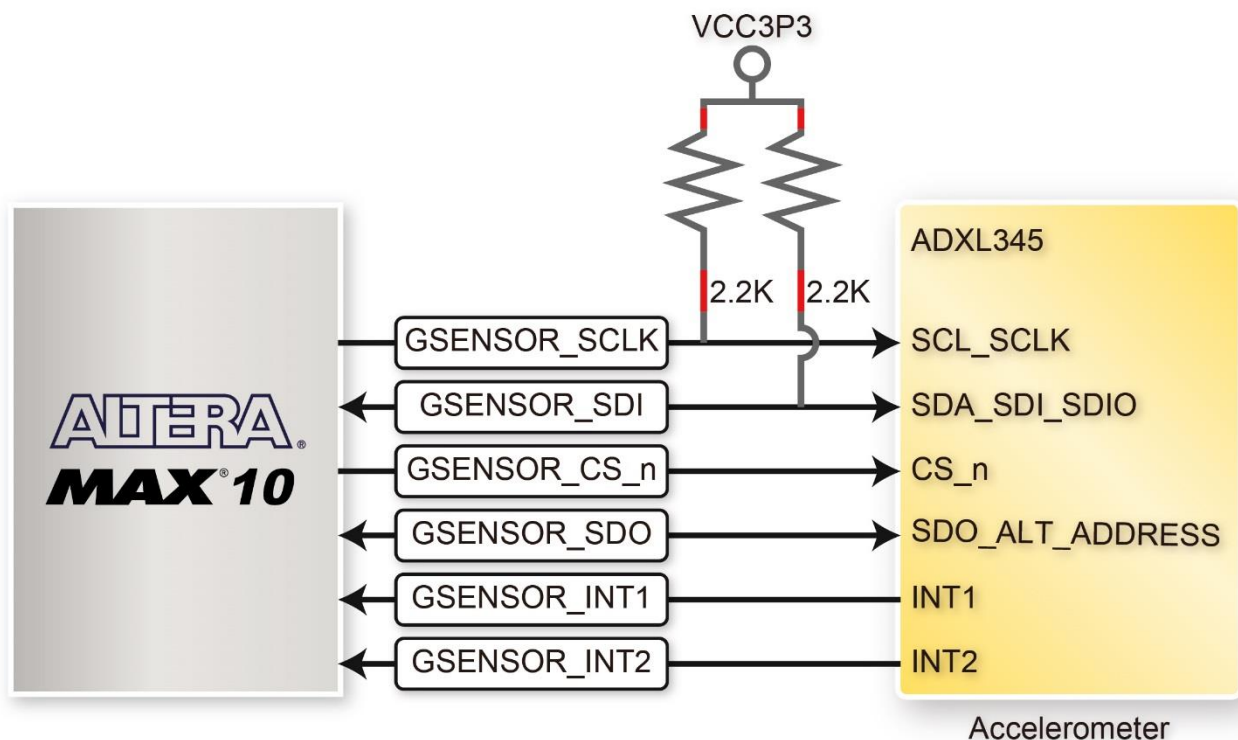 VCC3P3
2.2K 2.2K
ADXL345
GSENSOR_SCLK SCL_SCLK
GSENSOR_SDI SDA_SDI_SDIO
ALTERA®
MAX®10
GSENSOR_CS_n CS_n
GSENSOR_SDO SDO_ALT_ADDRESS
GSENSOR_INT1 INT1
GSENSOR_INT2 INT2
Accelerometer